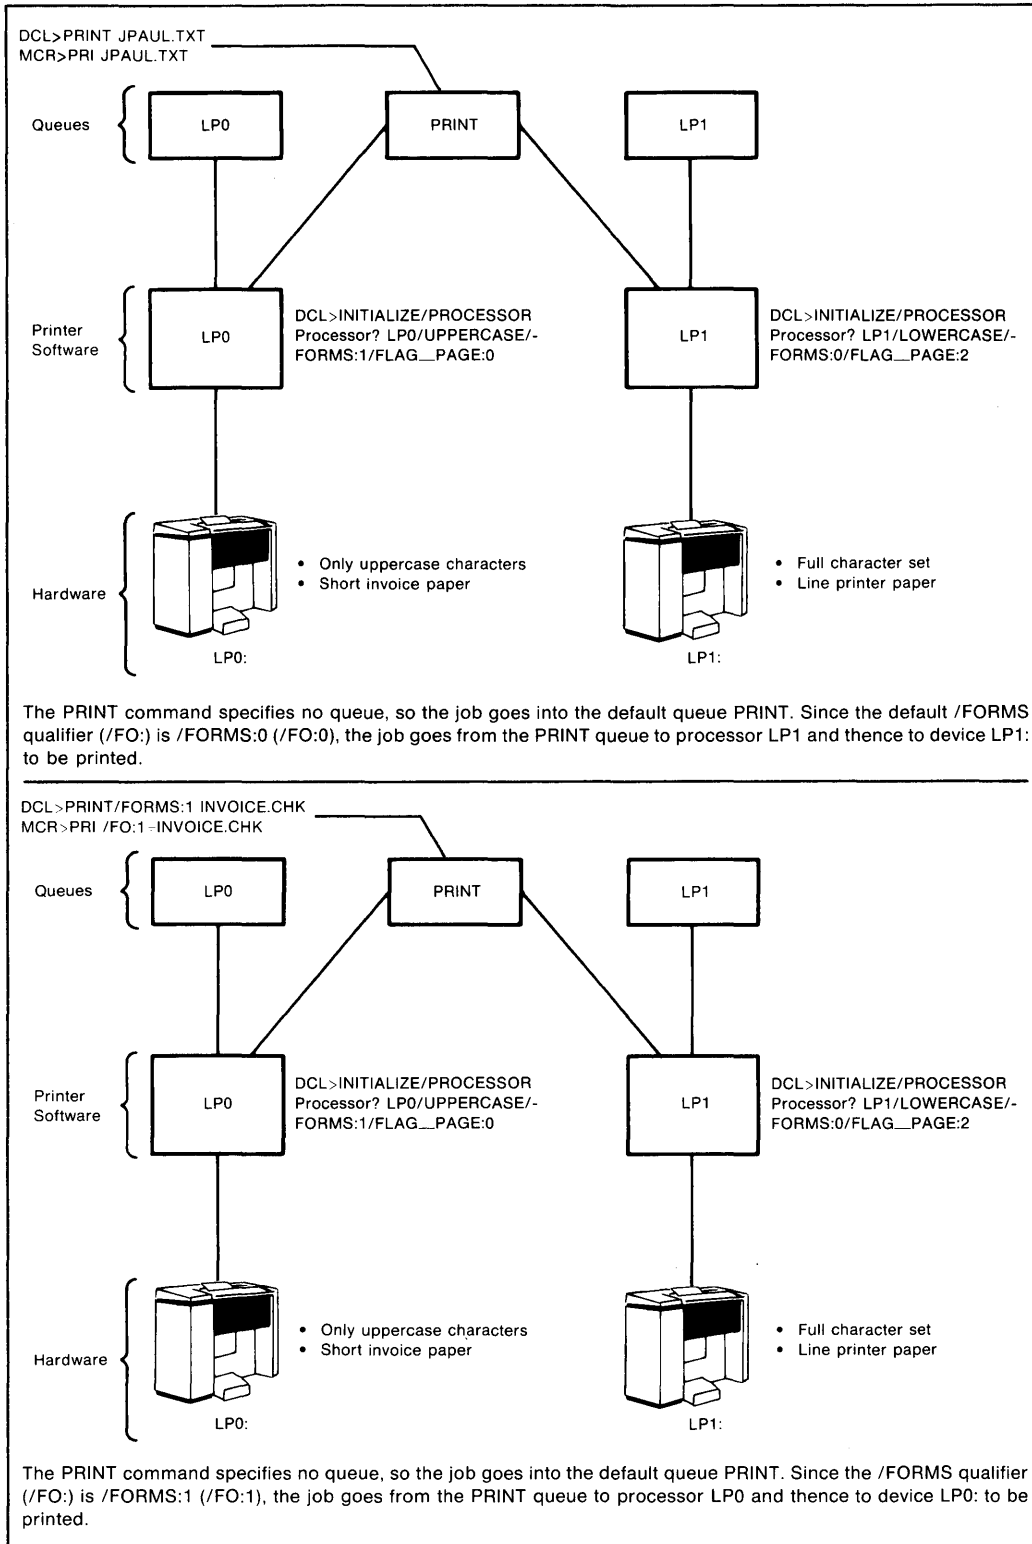 DCL>PRINT JPAUL.TXT
MCR>PRI JPAUL.TXT
Queues
LP0
PRINT
LP1
Printer
Software
LP0
DCL>INITIALIZE/PROCESSOR
Processor? LP0/UPPERCASE/-
FORMS:1/FLAG__PAGE:0
LP1
DCL>INITIALIZE/PROCESSOR
Processor? LP1/LOWERCASE/-
FORMS:0/FLAG__PAGE:2
Hardware
• Only uppercase characters
• Short invoice paper
LP0:
• Full character set
• Line printer paper
LP1:
The PRINT command specifies no queue, so the job goes into the default queue PRINT. Since the default /FORMS
qualifier (/FO:) is /FORMS:0 (/FO:0), the job goes from the PRINT queue to processor LP1 and thence to device LP1:
to be printed.
DCL>PRINT/FORMS:1 INVOICE.CHK
MCR>PRI /FO:1=INVOICE.CHK
Queues
LP0
PRINT
LP1
Printer
Software
LP0
DCL>INITIALIZE/PROCESSOR
Processor? LP0/UPPERCASE/-
FORMS:1/FLAG__PAGE:0
LP1
DCL>INITIALIZE/PROCESSOR
Processor? LP1/LOWERCASE/-
FORMS:0/FLAG__PAGE:2
Hardware
• Only uppercase characters
• Short invoice paper
LP0:
• Full character set
• Line printer paper
LP1:
The PRINT command specifies no queue, so the job goes into the default queue PRINT. Since the /FORMS qualifier
(/FO:) is /FORMS:1 (/FO:1), the job goes from the PRINT queue to processor LP0 and thence to device LP0: to be
printed.